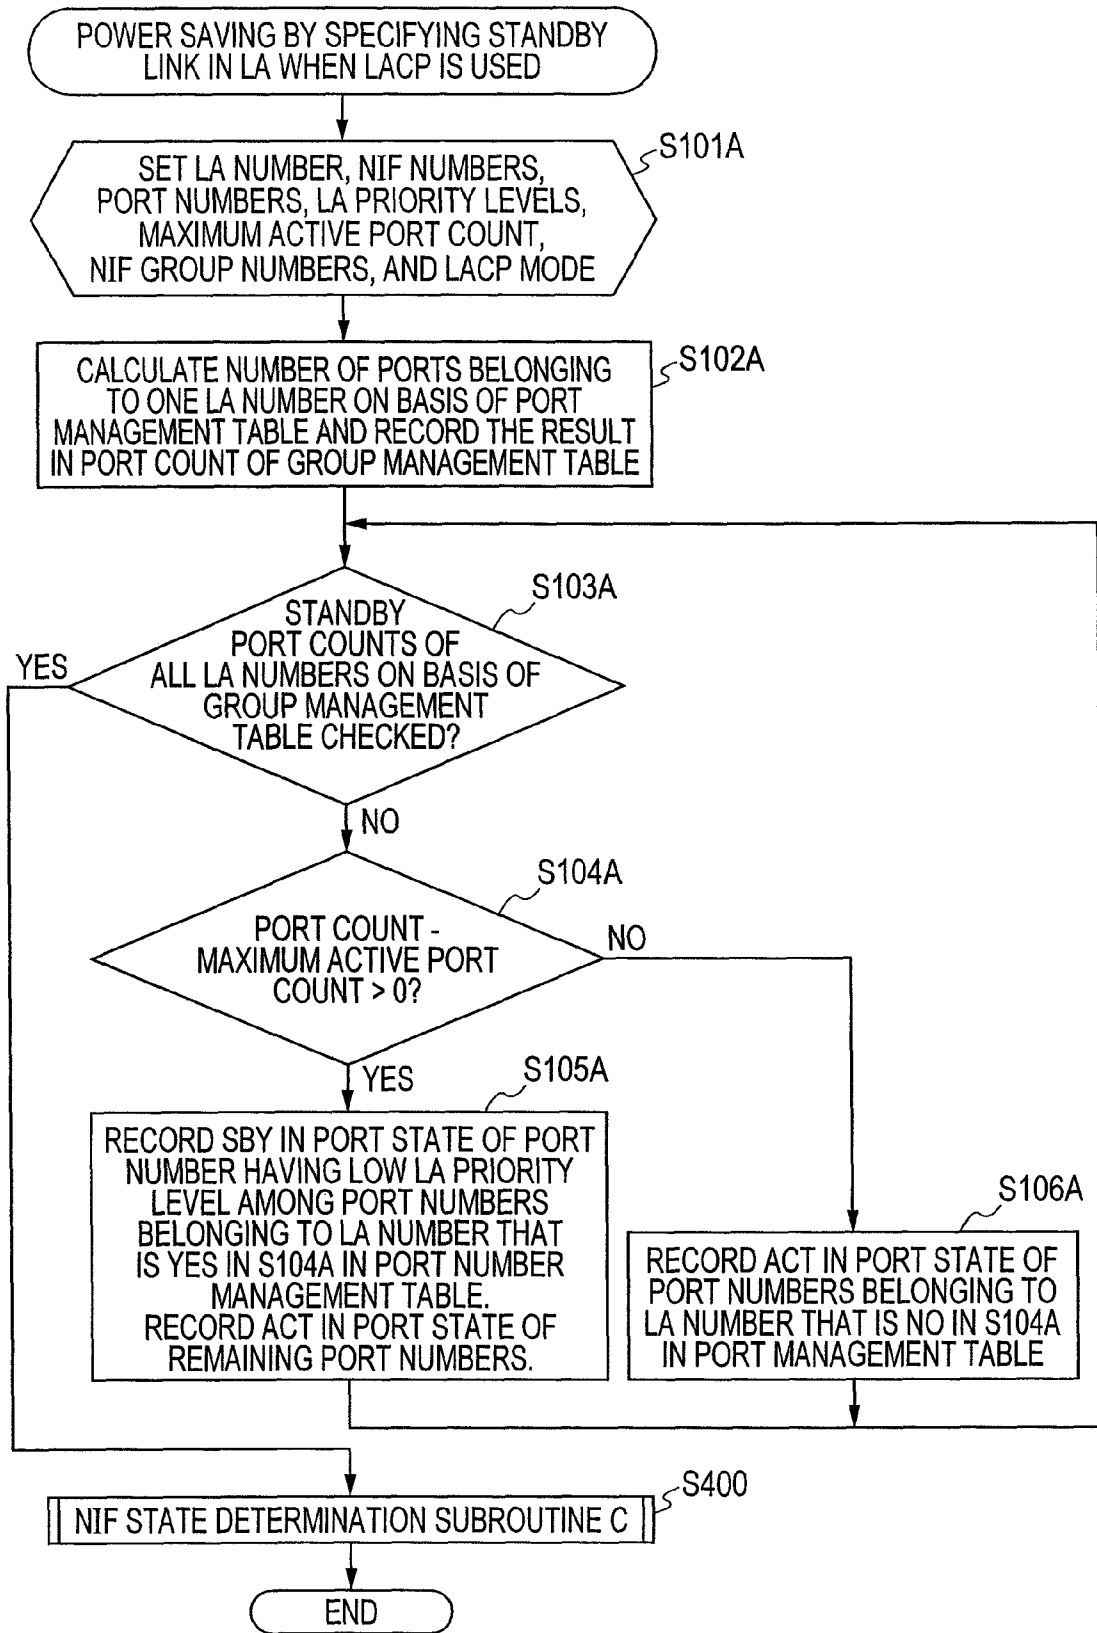 POWER SAVING BY SPECIFYING STANDBY
LINK IN LA WHEN LACP IS USED
S101A
SET LA NUMBER, NIF NUMBERS,
PORT NUMBERS, LA PRIORITY LEVELS,
MAXIMUM ACTIVE PORT COUNT,
NIF GROUP NUMBERS, AND LACP MODE
S102A
CALCULATE NUMBER OF PORTS BELONGING
TO ONE LA NUMBER ON BASIS OF PORT
MANAGEMENT TABLE AND RECORD THE RESULT
IN PORT COUNT OF GROUP MANAGEMENT TABLE
S103A
STANDBY
PORT COUNTS OF
ALL LA NUMBERS ON BASIS OF
GROUP MANAGEMENT
TABLE CHECKED?
YES
NO
S104A
PORT COUNT -
MAXIMUM ACTIVE PORT
COUNT > 0?
NO
YES
S105A
RECORD SBY IN PORT STATE OF PORT
NUMBER HAVING LOW LA PRIORITY
LEVEL AMONG PORT NUMBERS
BELONGING TO LA NUMBER THAT
IS YES IN S104A IN PORT NUMBER
MANAGEMENT TABLE.
RECORD ACT IN PORT STATE OF
REMAINING PORT NUMBERS.
S106A
RECORD ACT IN PORT STATE OF
PORT NUMBERS BELONGING TO
LA NUMBER THAT IS NO IN S104A
IN PORT MANAGEMENT TABLE
S400
NIF STATE DETERMINATION SUBROUTINE C
END